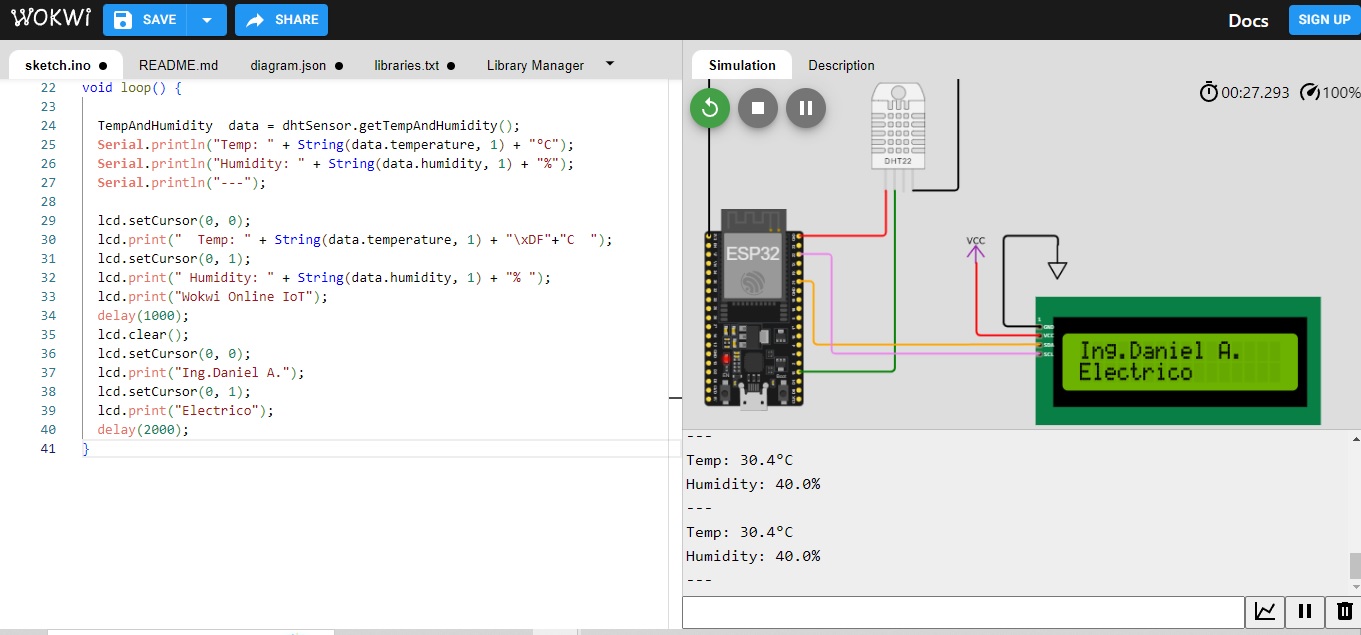 WOKWi
SAVE
SHARE
Docs
SIGN UP
sketch.ino ●
README.md
diagram.json ●
libraries.txt ●
Library Manager
Simulation
Description
22 void loop() {
23
24 TempAndHumidity  data = dhtSensor.getTempAndHumidity();
25 Serial.println("Temp: " + String(data.temperature, 1) + "°C");
26 Serial.println("Humidity: " + String(data.humidity, 1) + "%");
27 Serial.println("---");
28
29 lcd.setCursor(0, 0);
30 lcd.print("  Temp: " + String(data.temperature, 1) + "\xDF"+"C  ");
31 lcd.setCursor(0, 1);
32 lcd.print(" Humidity: " + String(data.humidity, 1) + "% ");
33 lcd.print("Wokwi Online IoT");
34 delay(1000);
35 lcd.clear();
36 lcd.setCursor(0, 0);
37 lcd.print("Ing.Daniel A.");
38 lcd.setCursor(0, 1);
39 lcd.print("Electrico");
40 delay(2000);
41 }
00:27.293
100%
DHT22
ESP32
VCC
1
GND
VCC
SDA
SCL
Ing.Daniel A.
Electrico
---
Temp: 30.4°C
Humidity: 40.0%
---
Temp: 30.4°C
Humidity: 40.0%
---